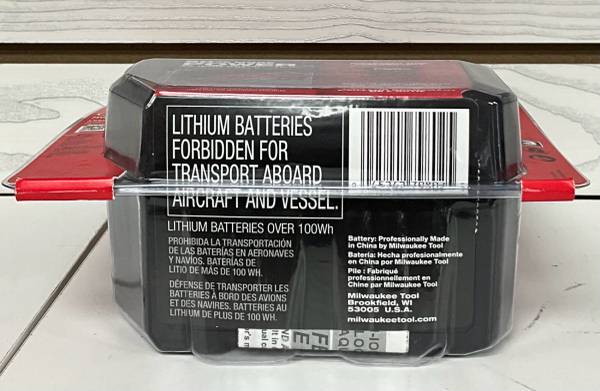 LITHIUM BATTERIES
FORBIDDEN FOR
TRANSPORT ABOARD
AIRCRAFT AND VESSEL.
LITHIUM BATTERIES OVER 100Wh
PROHIBIDA LA TRANSPORTACIÓN
DE LAS BATERÍAS EN AERONAVES
Y NAVÍOS. BATERÍAS DE
LITIO DE MÁS DE 100 WH.
DÉFENSE DE TRANSPORTER LES
BATTERIES À BORD DES AVIONS
ET DES NAVIRES. BATTERIES AU
LITHIUM DE PLUS DE 100 WH.
Battery: Professionally Made
in China by Milwaukee Tool
Batería: Hecha profesionalmente
en China por Milwaukee Tool
Pile : Fabriqué
professionnellement en
Chine par Milwaukee Tool
Milwaukee Tool
Brookfield, WI
53005 U.S.A.
milwaukeetool.com